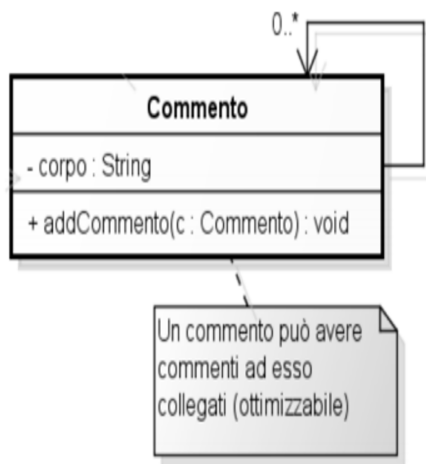 0..*
Commento
- corpo : String
+ addCommento(c : Commento) : void
Un commento può avere
commenti ad esso
collegati (ottimizzabile)